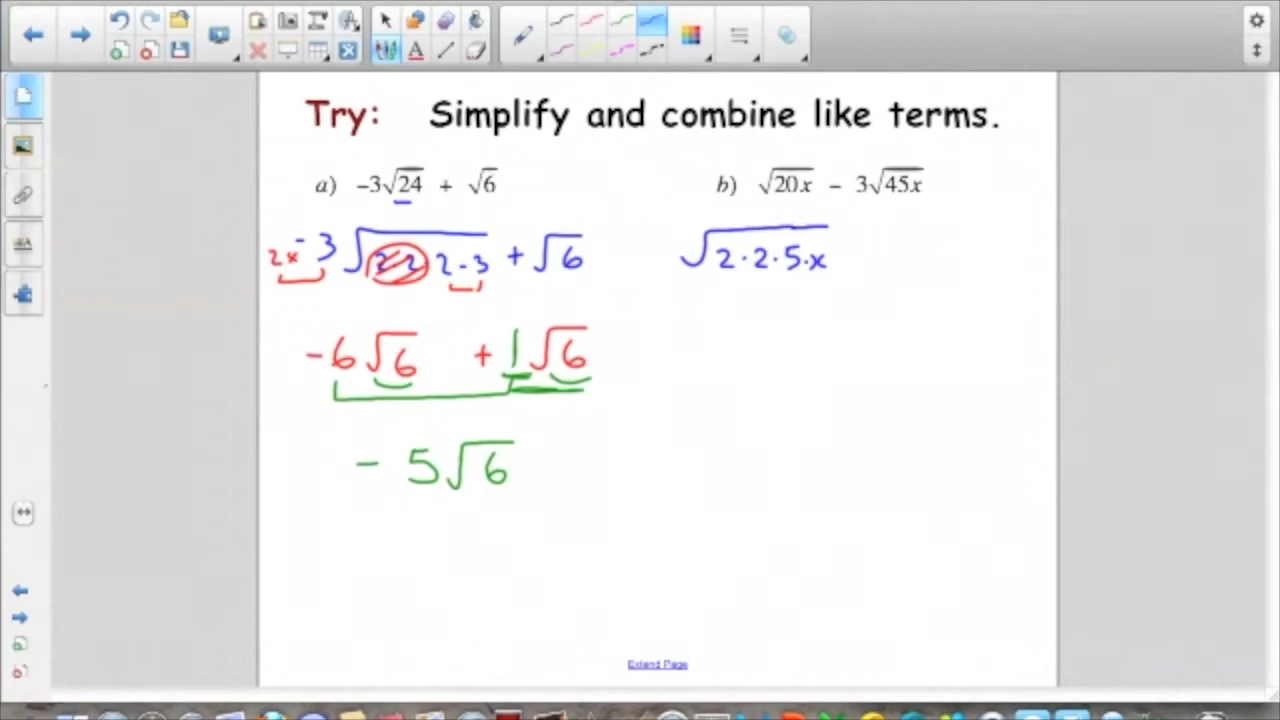 Try: Simplify and combine like terms.
a) −3√24 + √6
b) √20x − 3√45x
2x -3√2·2·2·3 + √6
√2·2·5·x
-6√6 + 1√6
- 5√6
Extend Page